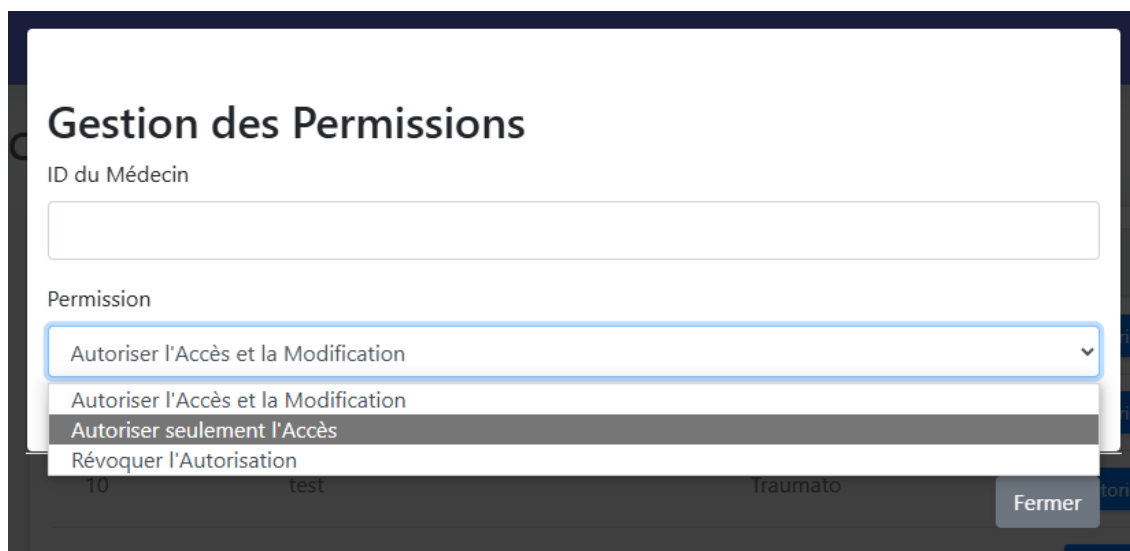 Gestion des Permissions
ID du Médecin
Permission
Autoriser l'Accès et la Modification
Autoriser l'Accès et la Modification
Autoriser seulement l'Accès
Révoquer l'Autorisation
10 test Traumato
Fermer